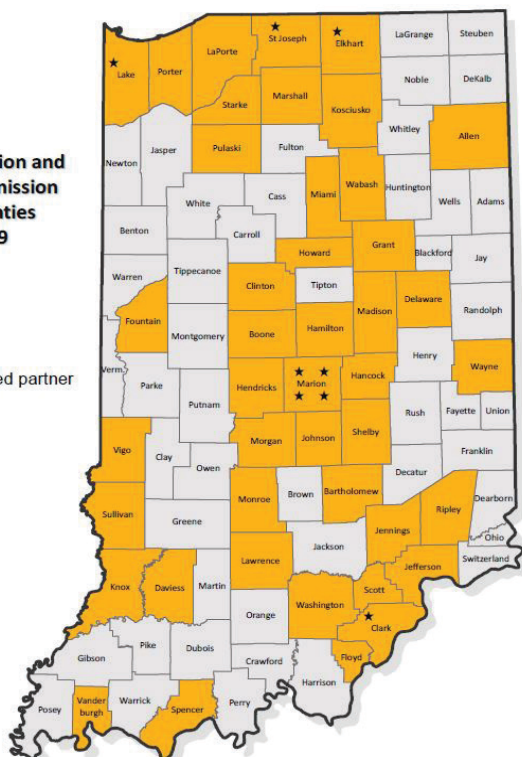 ion and
mission
nties
9
ed partner
Lake
Porter
LaPorte
St Joseph
Elkhart
LaGrange
Steuben
Noble
DeKalb
Starke
Marshall
Kosciusko
Whitley
Allen
Newton
Jasper
Pulaski
Fulton
Miami
Wabash
Huntington
Wells
Adams
White
Cass
Benton
Carroll
Howard
Grant
Blackford
Jay
Warren
Tippecanoe
Clinton
Tipton
Madison
Delaware
Randolph
Fountain
Montgomery
Boone
Hamilton
Henry
Wayne
Verm.
Parke
Putnam
Hendricks
Marion
Hancock
Rush
Fayette
Union
Vigo
Clay
Owen
Morgan
Johnson
Shelby
Franklin
Decatur
Sullivan
Greene
Monroe
Brown
Bartholomew
Dearborn
Ripley
Jennings
Ohio
Jackson
Switzerland
Jefferson
Knox
Daviess
Martin
Lawrence
Scott
Washington
Orange
Clark
Pike
Dubois
Gibson
Crawford
Floyd
Harrison
Posey
Vander
burgh
Warrick
Spencer
Perry